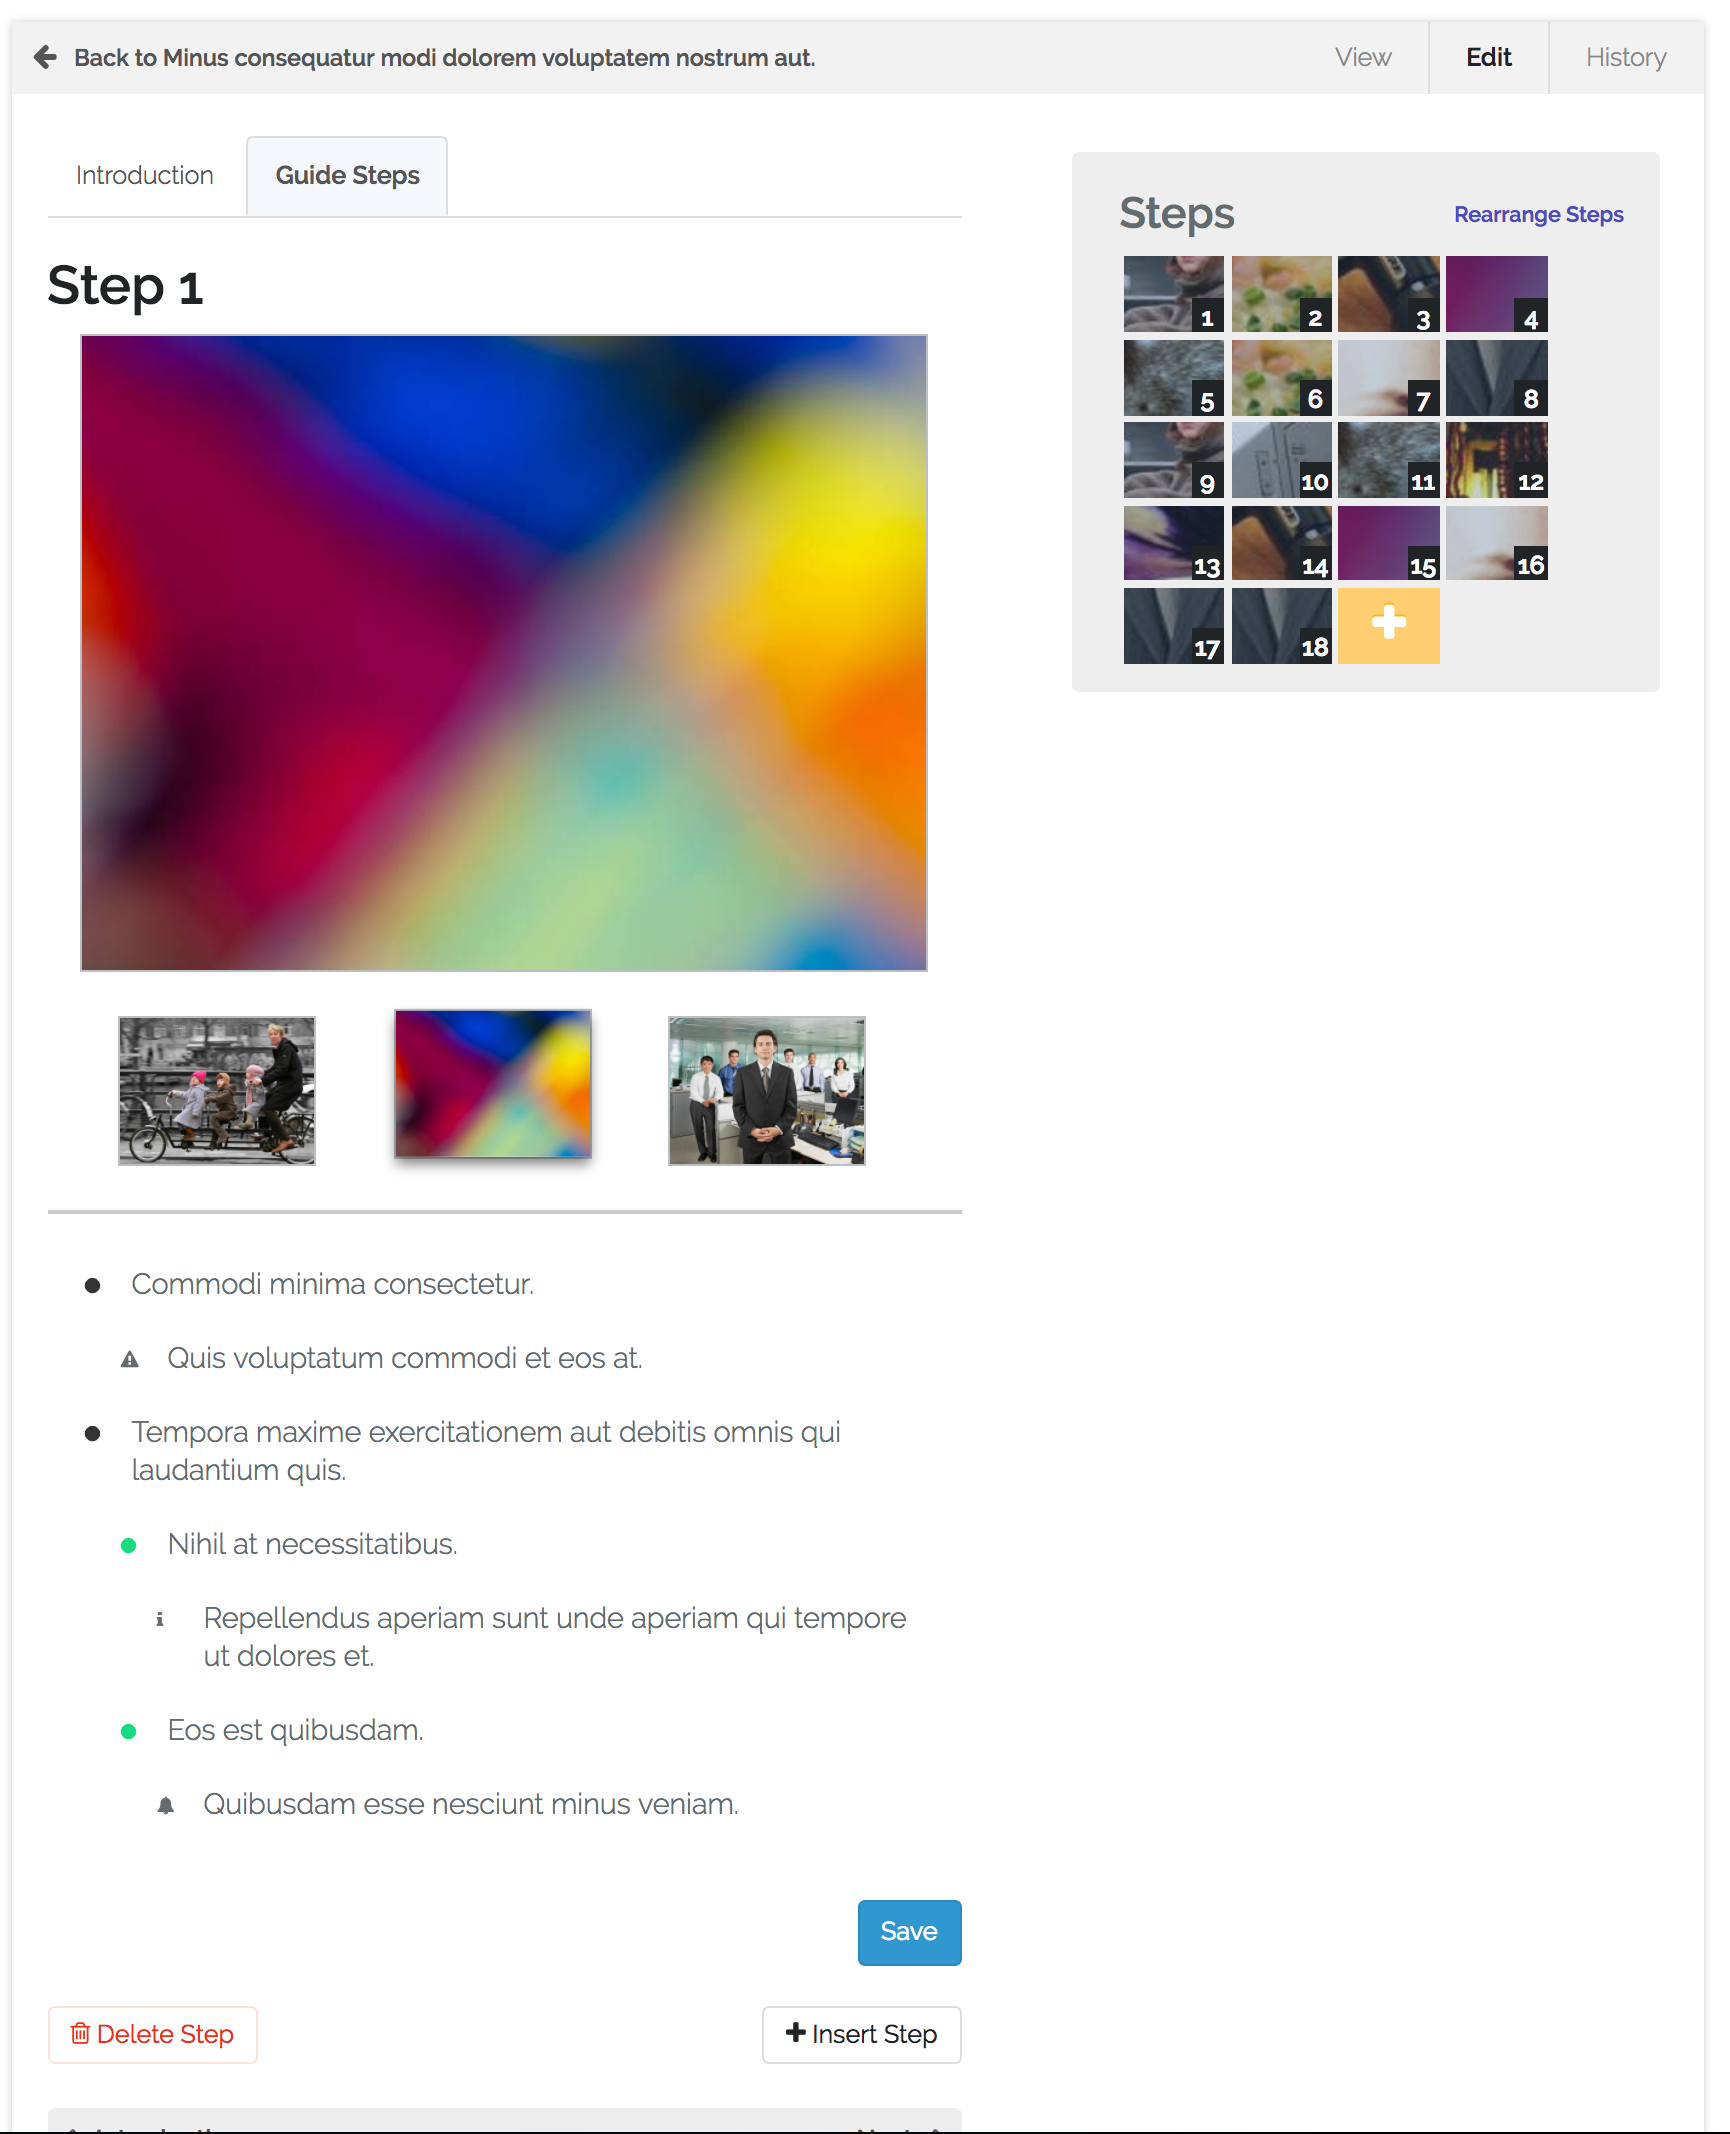 Back to Minus consequatur modi dolorem voluptatem nostrum aut.
View
Edit
History
Introduction
Guide Steps
Step 1
Steps
Rearrange Steps
1
2
3
4
5
6
7
8
9
10
11
12
13
14
15
16
17
18
Commodi minima consectetur.
Quis voluptatum commodi et eos at.
Tempora maxime exercitationem aut debitis omnis qui
laudantium quis.
Nihil at necessitatibus.
Repellendus aperiam sunt unde aperiam qui tempore
ut dolores et.
Eos est quibusdam.
Quibusdam esse nesciunt minus veniam.
Save
Delete Step
Insert Step